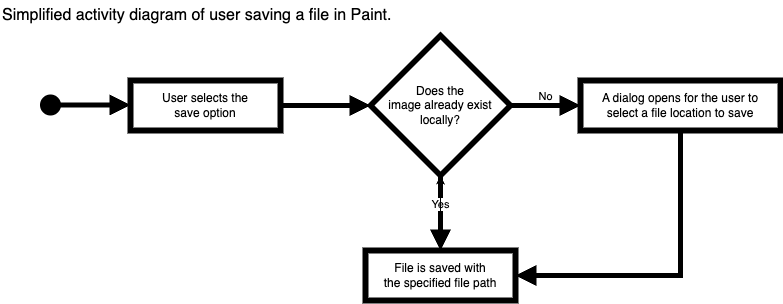 Simplified activity diagram of user saving a file in Paint.
User selects the
save option
Does the
image already exist
locally?
No
A dialog opens for the user to
select a file location to save
Yes
File is saved with
the specified file path